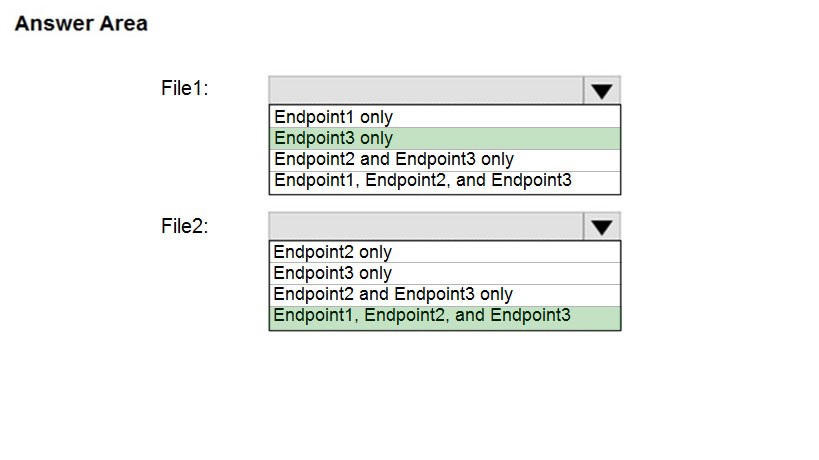 Answer Area
File1:
Endpoint1 only
Endpoint3 only
Endpoint2 and Endpoint3 only
Endpoint1, Endpoint2, and Endpoint3
File2:
Endpoint2 only
Endpoint3 only
Endpoint2 and Endpoint3 only
Endpoint1, Endpoint2, and Endpoint3